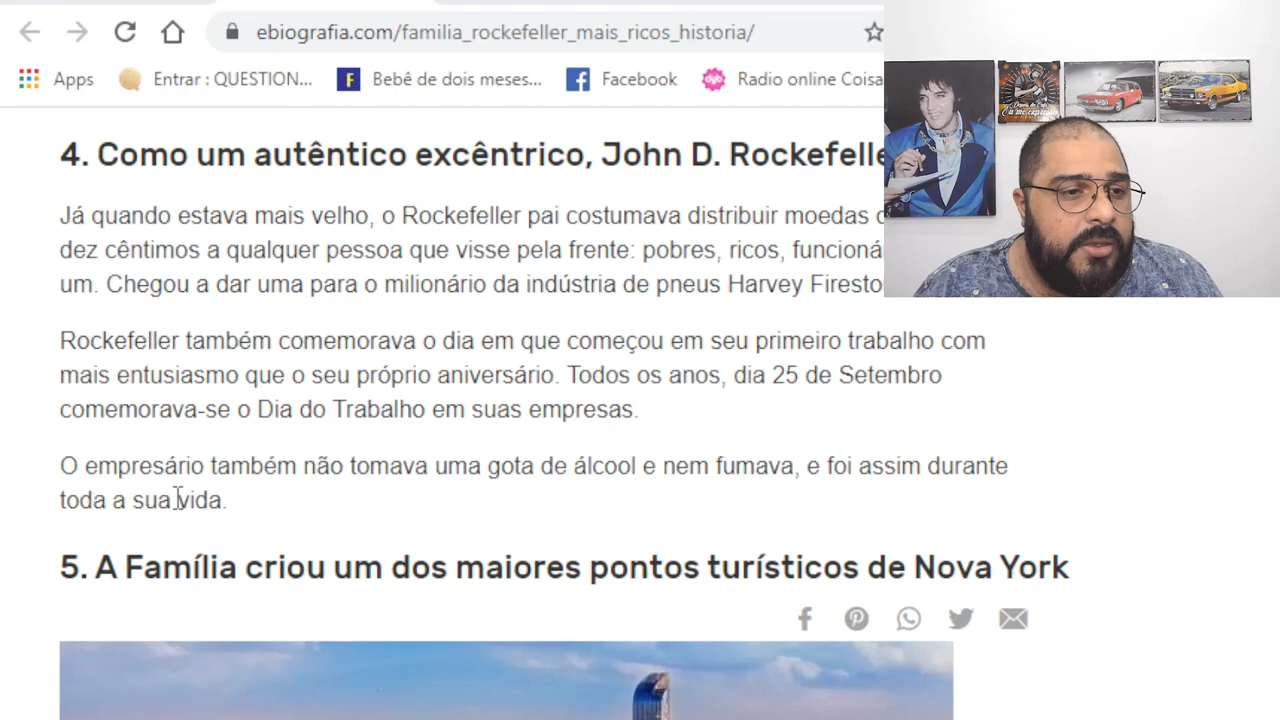 ebiografia.com/familia_rockefeller_mais_ricos_historia/
Apps Entrar : QUESTION... Bebê de dois meses... Facebook Radio online Coisa
4. Como um autêntico excêntrico, John D. Rockefelle
Já quando estava mais velho, o Rockefeller pai costumava distribuir moedas
dez cêntimos a qualquer pessoa que visse pela frente: pobres, ricos, funcioná
um. Chegou a dar uma para o milionário da indústria de pneus Harvey Firesto
Rockefeller também comemorava o dia em que começou em seu primeiro trabalho com
mais entusiasmo que o seu próprio aniversário. Todos os anos, dia 25 de Setembro
comemorava-se o Dia do Trabalho em suas empresas.
O empresário também não tomava uma gota de álcool e nem fumava, e foi assim durante
toda a sua vida.
5. A Família criou um dos maiores pontos turísticos de Nova York